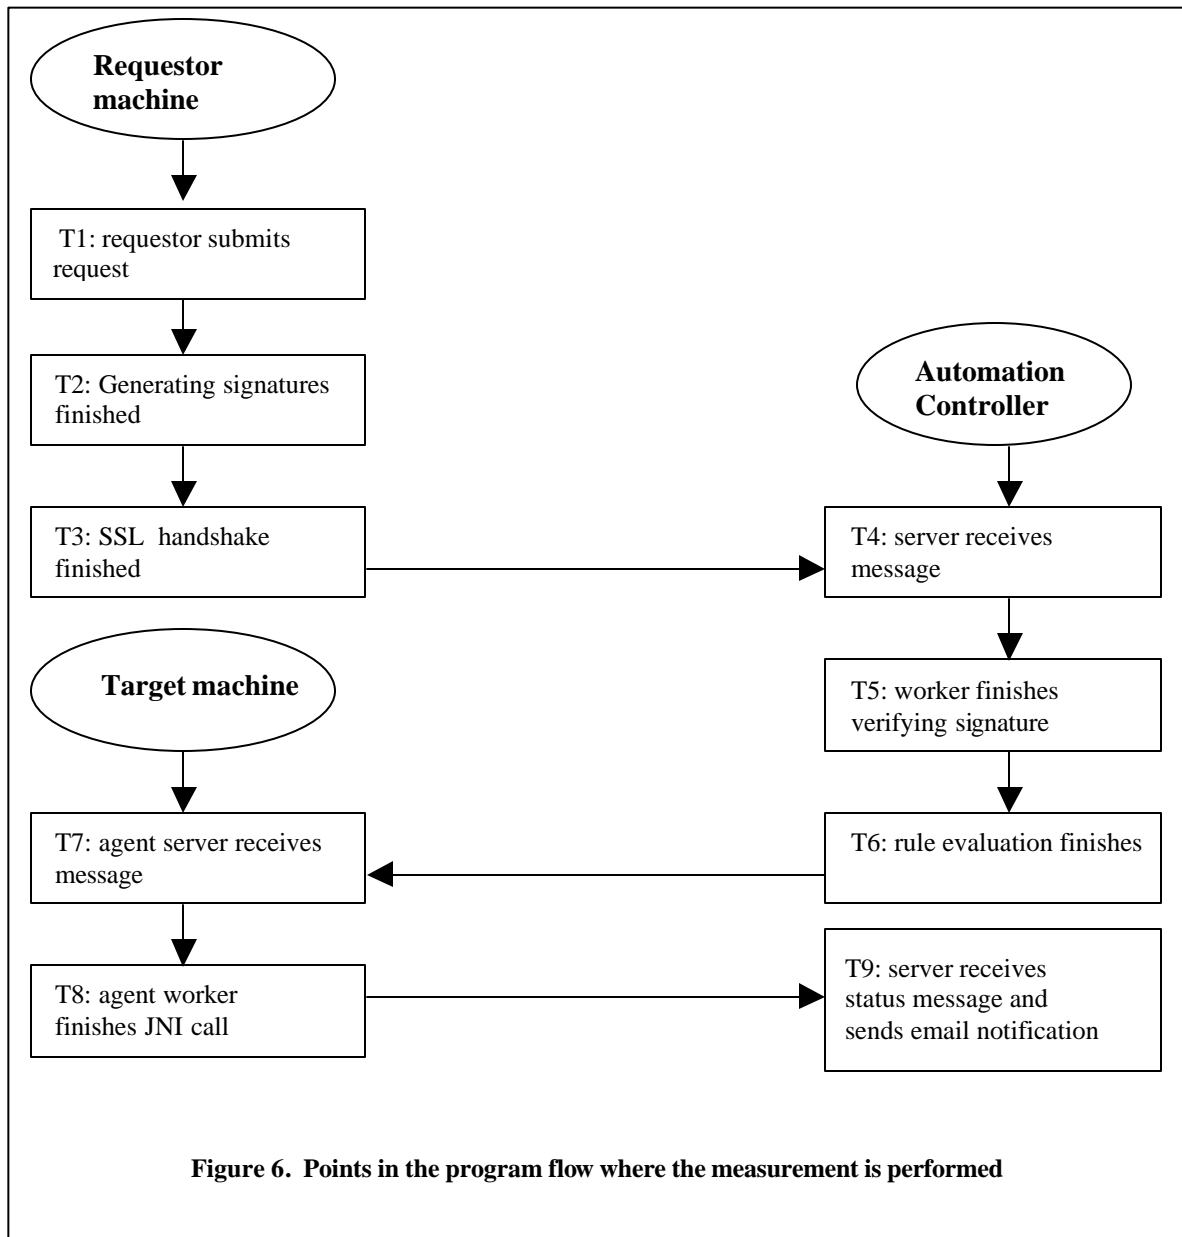 Requestor
machine
T1: requestor submits
request
T2: Generating signatures
finished
T3: SSL handshake
finished
Automation
Controller
T4: server receives
message
T5: worker finishes
verifying signature
T6: rule evaluation finishes
Target machine
T7: agent server receives
message
T8: agent worker
finishes JNI call
T9: server receives
status message and
sends email notification
Figure 6. Points in the program flow where the measurement is performed